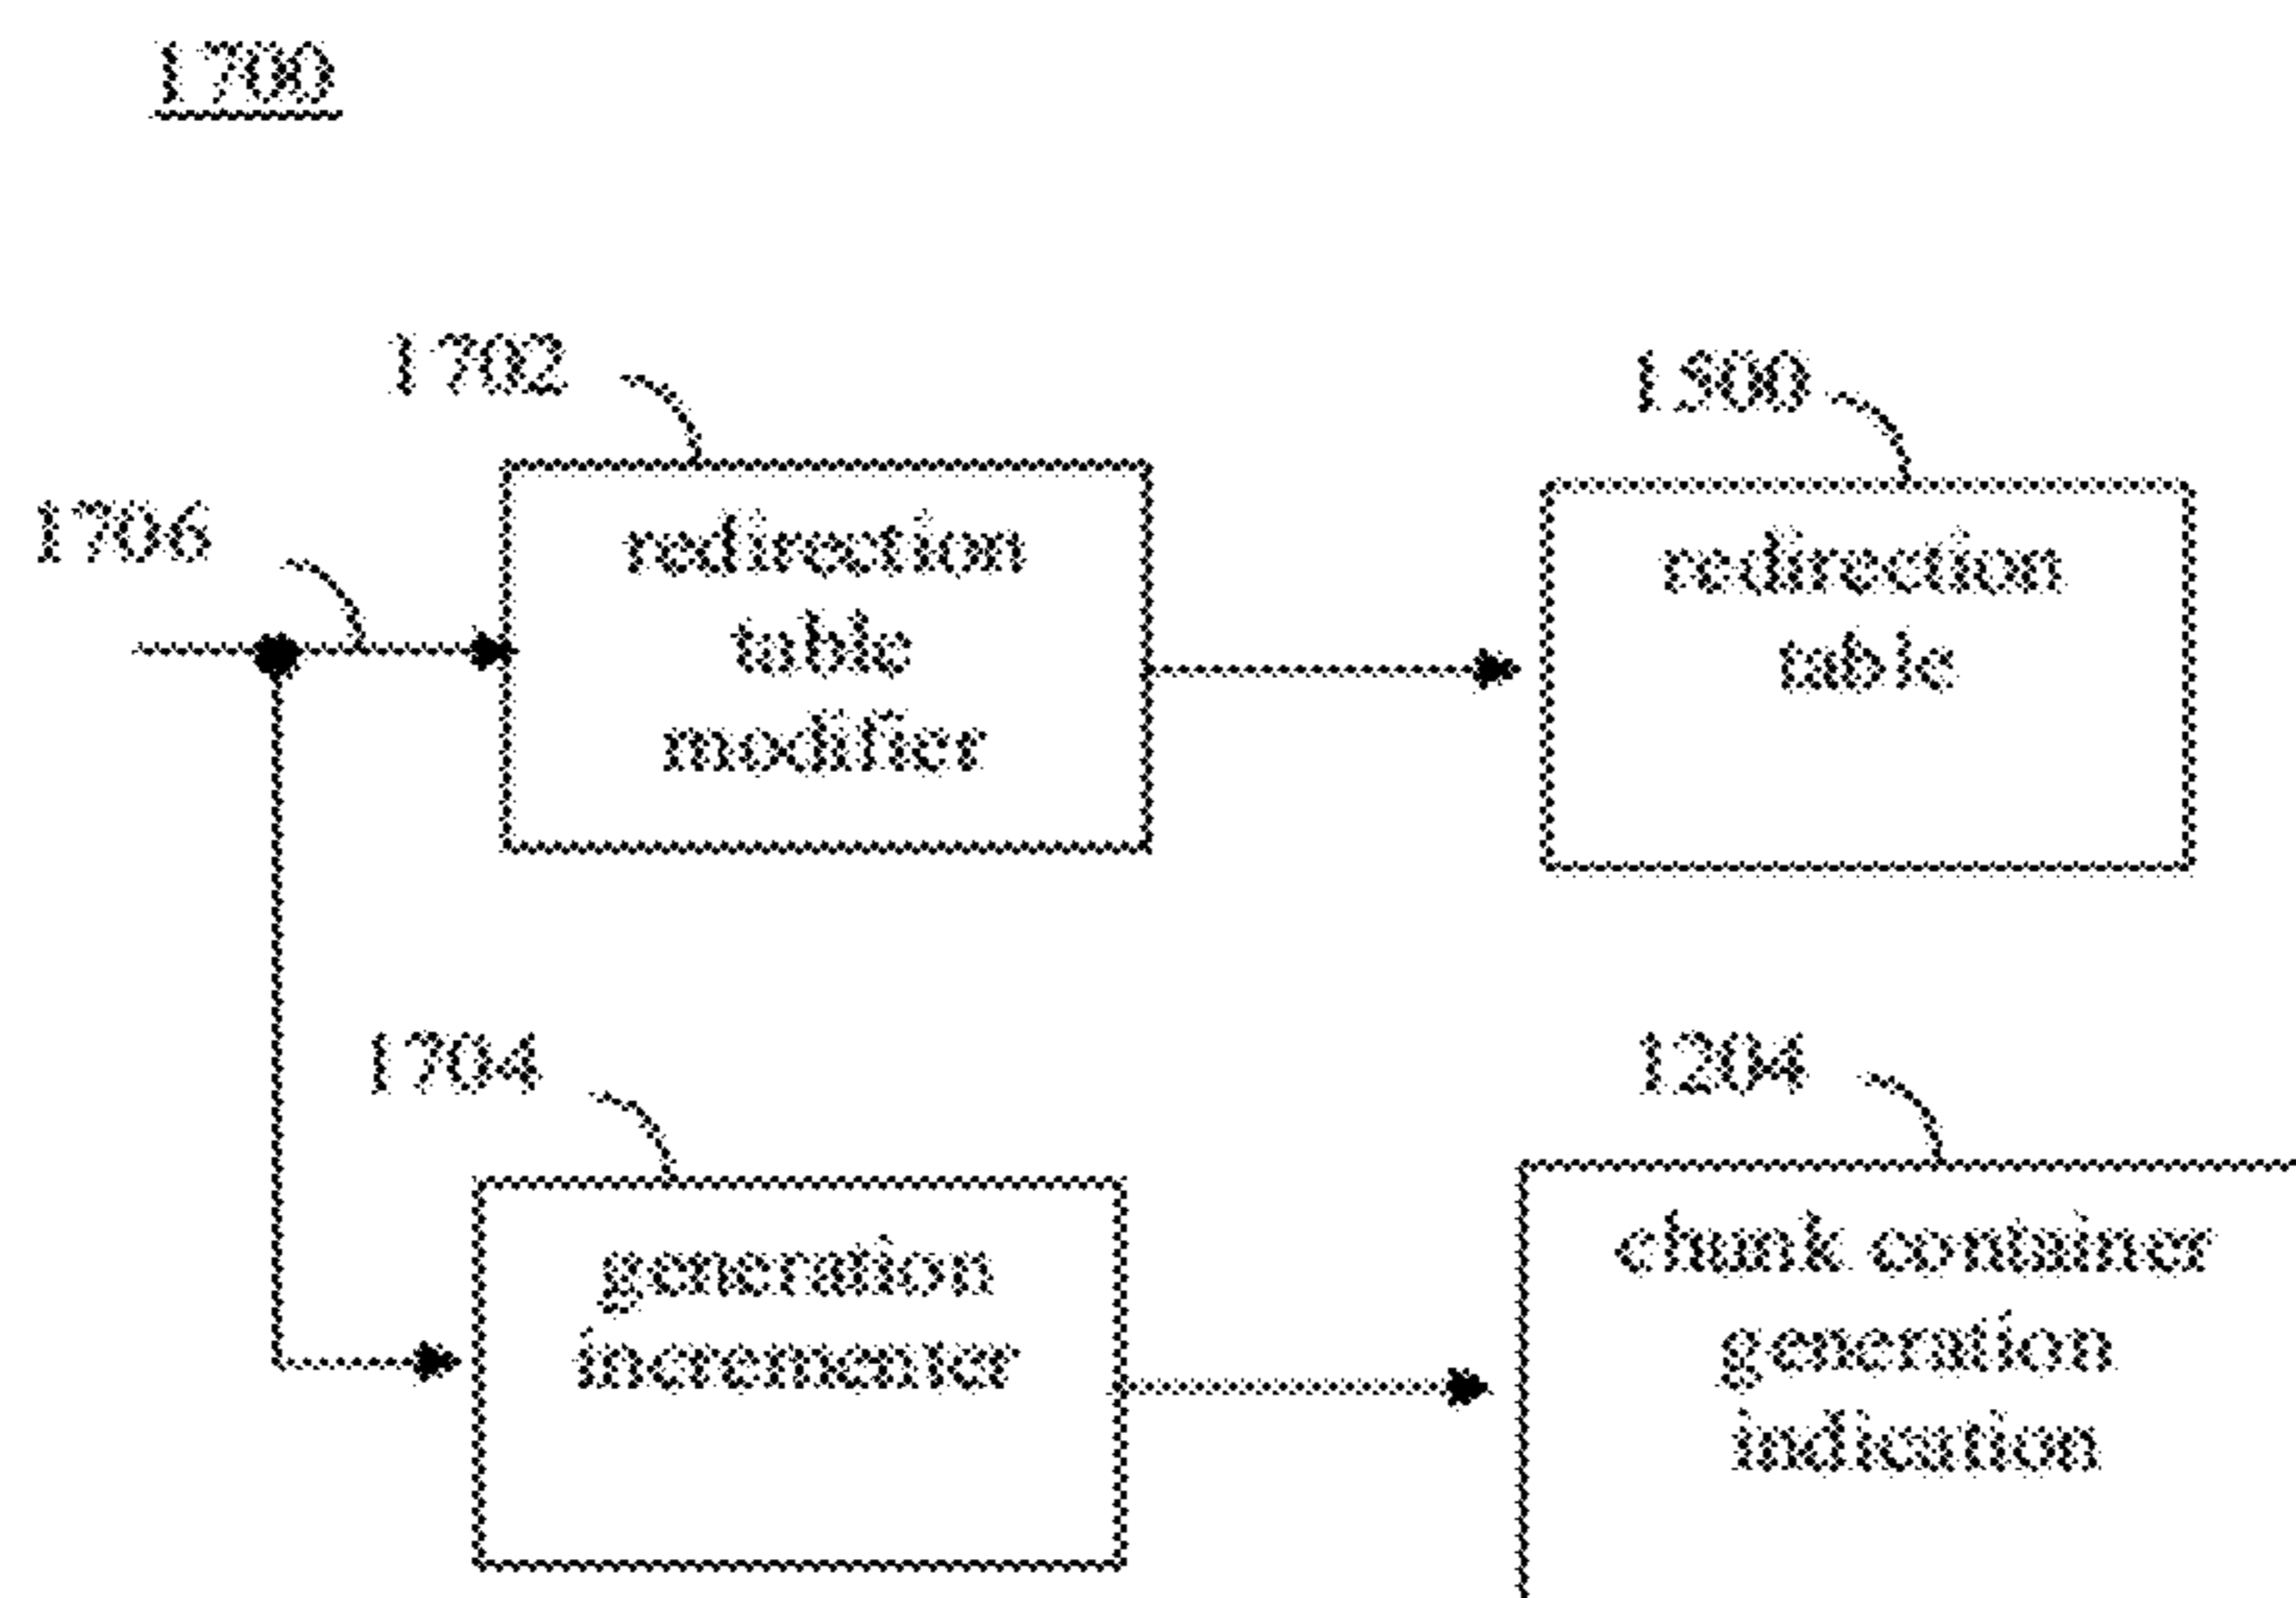 1700
1702
1500
1706
redirection
table
modifier
redirection
table
1704
1204
generation
incrementer
chunk container
generation
indication